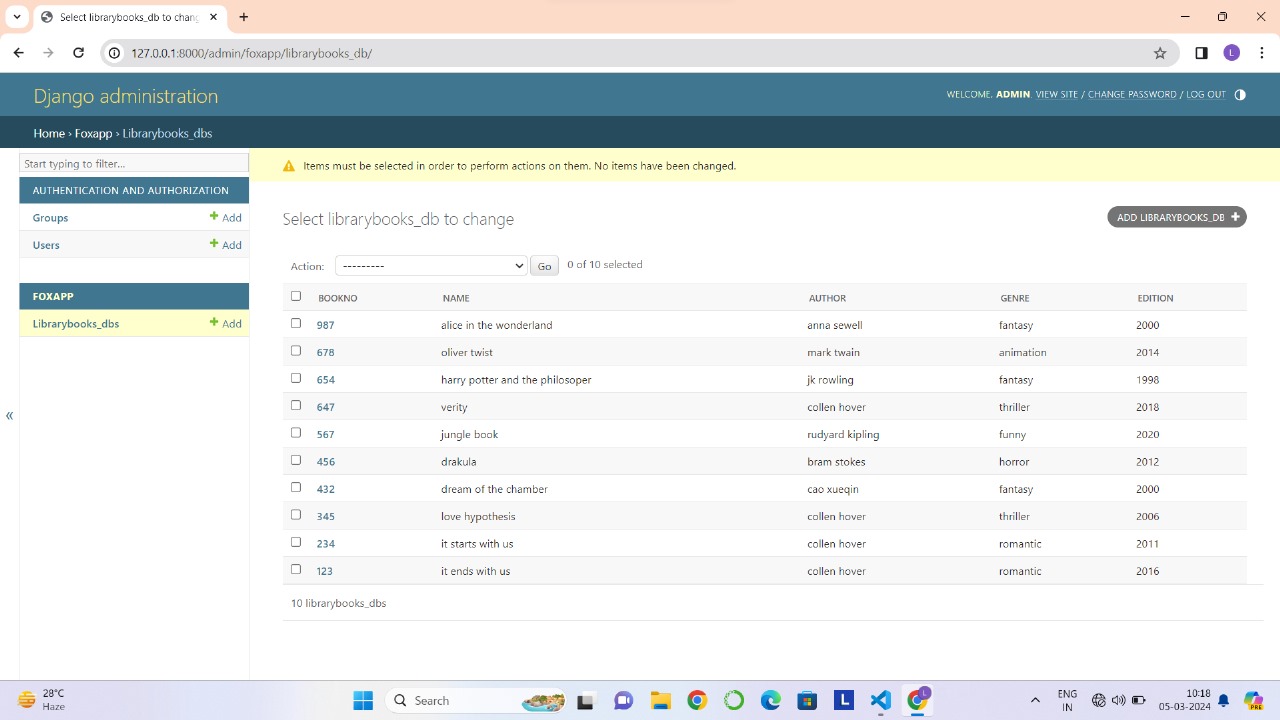 Select librarybooks_db to chang
127.0.0.1:8000/admin/foxapp/librarybooks_db/
L
Django administration
WELCOME, ADMIN. VIEW SITE / CHANGE PASSWORD / LOG OUT
Home › Foxapp › Librarybooks_dbs
Start typing to filter...
Items must be selected in order to perform actions on them. No items have been changed.
AUTHENTICATION AND AUTHORIZATION
Groups Add
Users Add
FOXAPP
Librarybooks_dbs Add
«
Select librarybooks_db to change
ADD LIBRARYBOOKS_DB
Action: --------- Go 0 of 10 selected
BOOKNO NAME AUTHOR GENRE EDITION
987 alice in the wonderland anna sewell fantasy 2000
678 oliver twist mark twain animation 2014
654 harry potter and the philosoper jk rowling fantasy 1998
647 verity collen hover thriller 2018
567 jungle book rudyard kipling funny 2020
456 drakula bram stokes horror 2012
432 dream of the chamber cao xueqin fantasy 2000
345 love hypothesis collen hover thriller 2006
234 it starts with us collen hover romantic 2011
123 it ends with us collen hover romantic 2016
10 librarybooks_dbs
28°C
Haze
Search
L
L
ENG
IN
10:18
05-03-2024
PRE